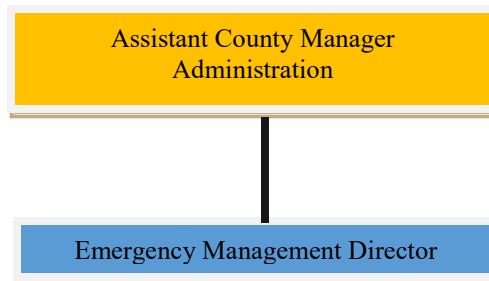 Assistant County Manager
Administration
Emergency Management Director